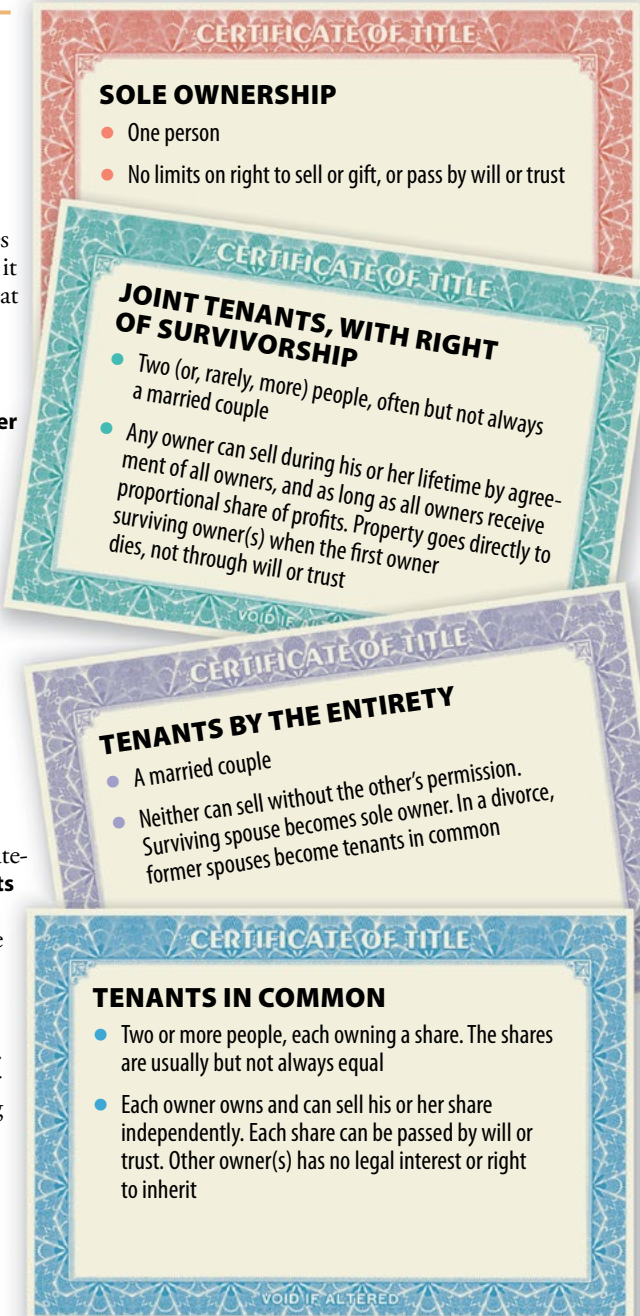 CERTIFICATE OF TITLE
SOLE OWNERSHIP
● One person
● No limits on right to sell or gift, or pass by will or trust
s
it
at
er
CERTIFICATE OF TITLE
JOINT TENANTS, WITH RIGHT
OF SURVIVORSHIP
● Two (or, rarely, more) people, often but not always
a married couple
● Any owner can sell during his or her lifetime by agree-
ment of all owners, and as long as all owners receive
proportional share of profits. Property goes directly to
surviving owner(s) when the first owner
dies, not through will or trust
VOID IF
CERTIFICATE OF TITLE
TENANTS BY THE ENTIRETY
● A married couple
● Neither can sell without the other's permission.
Surviving spouse becomes sole owner. In a divorce,
former spouses become tenants in common
te-
ts
e
g
CERTIFICATE OF TITLE
TENANTS IN COMMON
● Two or more people, each owning a share. The shares
are usually but not always equal
● Each owner owns and can sell his or her share
independently. Each share can be passed by will or
trust. Other owner(s) has no legal interest or right
to inherit
VOID IF ALTERED